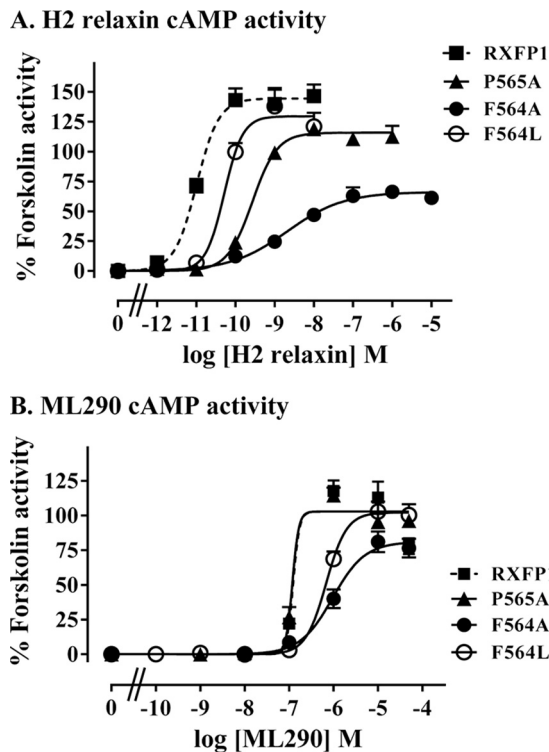 A. H2 relaxin cAMP activity
RXFP1
P565A
F564A
F564L
% Forskolin activity
150
125
100
75
50
25
0
0 -12 -11 -10 -9 -8 -7 -6 -5
log [H2 relaxin] M
B. ML290 cAMP activity
% Forskolin activity
125
100
75
50
25
0
RXFP1
P565A
F564A
F564L
0 -10 -9 -8 -7 -6 -5 -4
log [ML290] M